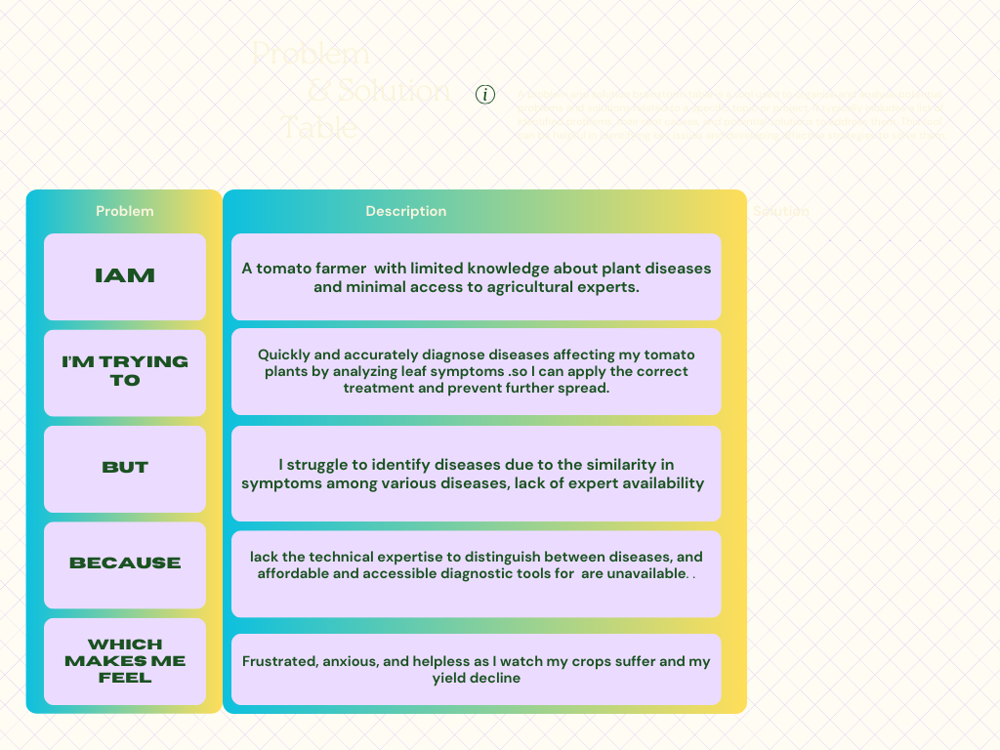 Problem
& Solution
Table
i
Problem
Description
Solution
IAM
A tomato farmer with limited knowledge about plant diseases
and minimal access to agricultural experts.
I'M TRYING
TO
Quickly and accurately diagnose diseases affecting my tomato
plants by analyzing leaf symptoms .so I can apply the correct
treatment and prevent further spread.
BUT
I struggle to identify diseases due to the similarity in
symptoms among various diseases, lack of expert availability
BECAUSE
lack the technical expertise to distinguish between diseases, and
affordable and accessible diagnostic tools for are unavailable. .
WHICH
MAKES ME
FEEL
Frustrated, anxious, and helpless as I watch my crops suffer and my
yield decline